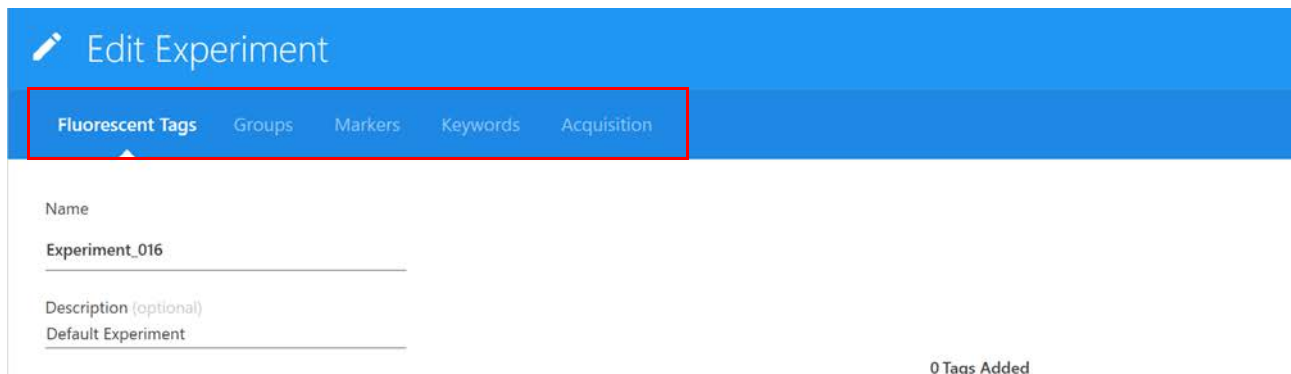 Edit Experiment
Fluorescent Tags Groups Markers Keywords Acquisition
Name
Experiment_016
Description (optional)
Default Experiment
0 Tags Added